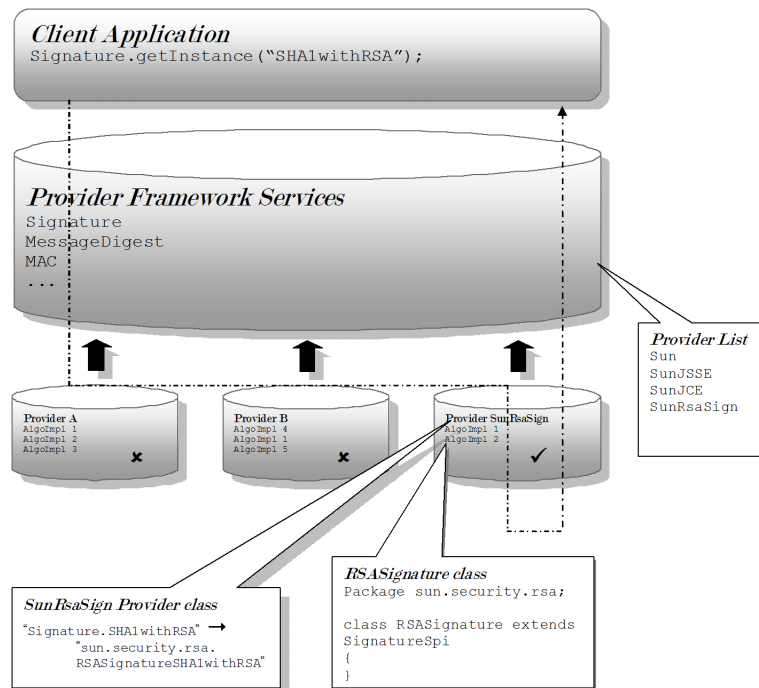 Client Application
Signature.getInstance(“SHA1withRSA”);
Provider Framework Services
Signature
MessageDigest
MAC
...
Provider List
Sun
SunJSSE
SunJCE
SunRsaSign
Provider A
AlgoImpl 1
AlgoImpl 2
AlgoImpl 3
Provider B
AlgoImpl 4
AlgoImpl 1
AlgoImpl 5
Provider SunRsaSign
AlgoImpl 1
AlgoImpl 2
SunRsaSign Provider class
“Signature.SHA1withRSA” →
“sun.security.rsa.
RSASignatureSHA1withRSA”
RSASignature class
Package sun.security.rsa;
class RSASignature extends
SignatureSpi
{
}